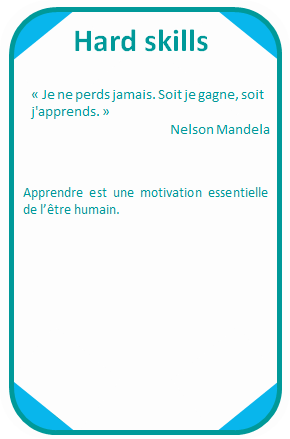 Hard skills
« Je ne perds jamais. Soit je gagne, soit
j'apprends. »
Nelson Mandela
Apprendre est une motivation essentielle
de l’être humain.